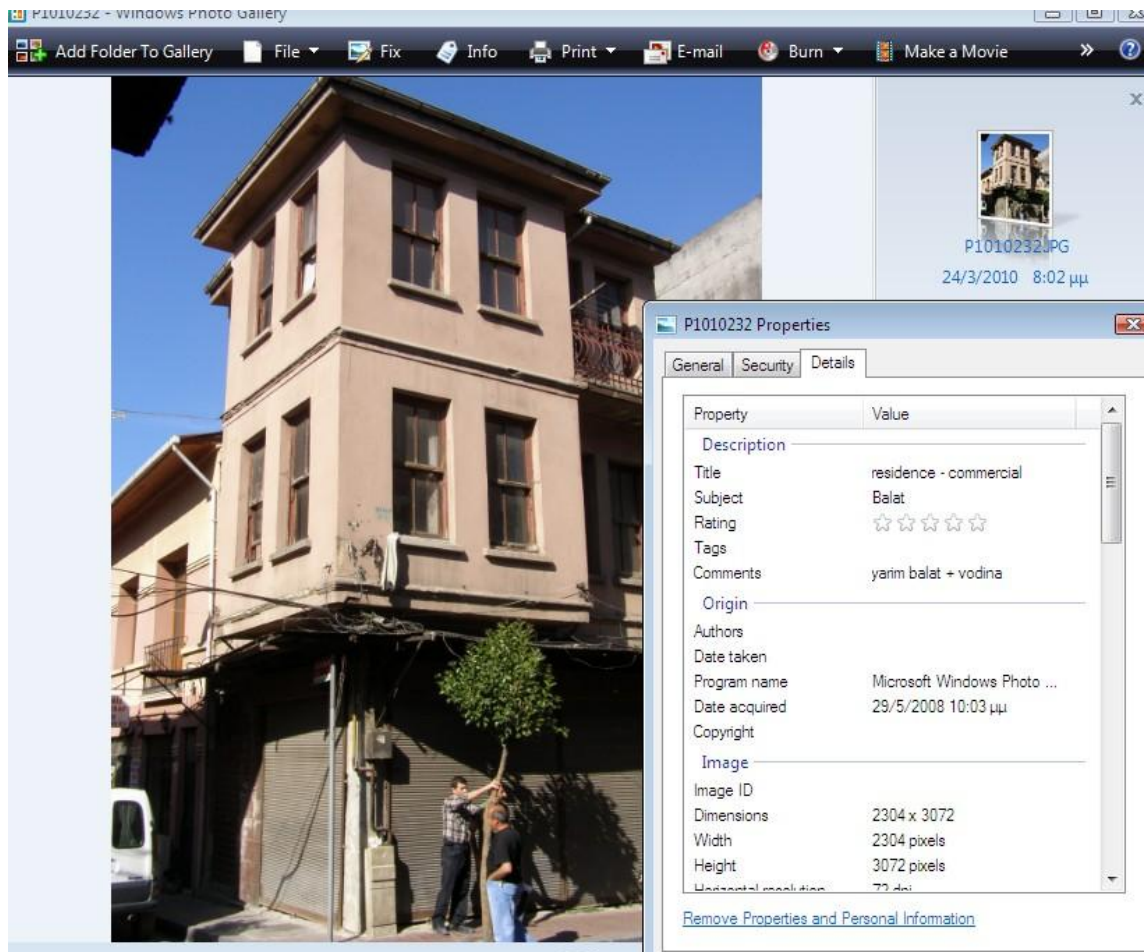 P1010232 - Windows Photo Gallery
Add Folder To Gallery File Fix Info Print E-mail Burn Make a Movie » ?
P1010232.JPG
24/3/2010 8:02 μμ
P1010232 Properties
General Security Details
Property Value
Description
Title residence - commercial
Subject Balat
Rating
Tags
Comments yarim balat + vodina
Origin
Authors
Date taken
Program name Microsoft Windows Photo ...
Date acquired 29/5/2008 10:03 μμ
Copyright
Image
Image ID
Dimensions 2304 x 3072
Width 2304 pixels
Height 3072 pixels
Horizontal resolution 72 dpi
Remove Properties and Personal Information